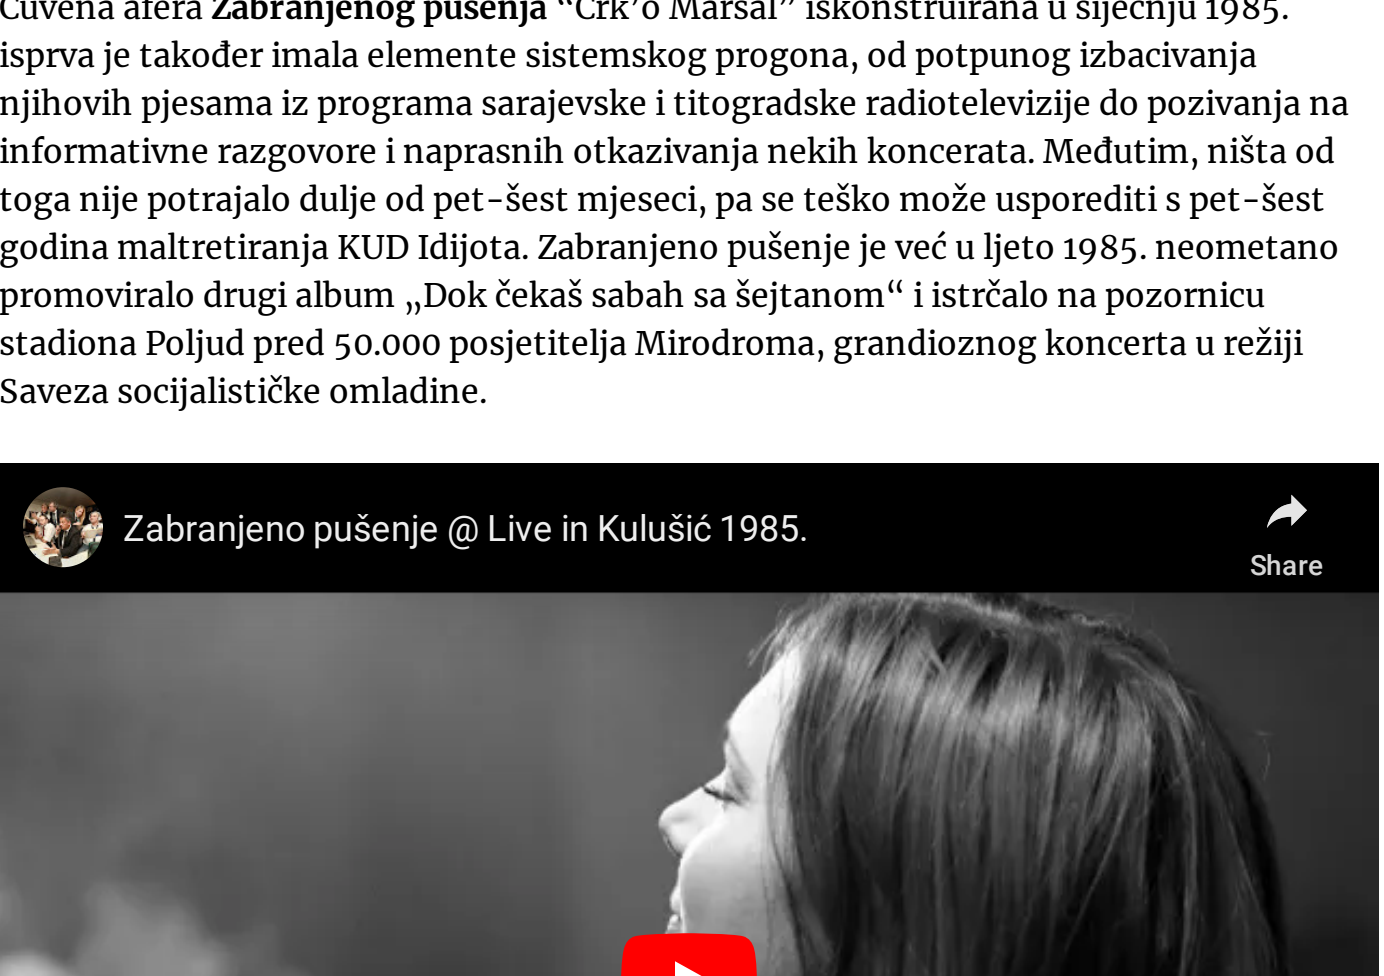 Čuvena afera Zabranjenog pušenja “Crk’o Maršal” iskonstruirana u siječnju 1985.
isprva je također imala elemente sistemskog progona, od potpunog izbacivanja
njihovih pjesama iz programa sarajevske i titogradske radiotelevizije do pozivanja na
informativne razgovore i naprasnih otkazivanja nekih koncerata. Međutim, ništa od
toga nije potrajalo dulje od pet-šest mjeseci, pa se teško može usporediti s pet-šest
godina maltretiranja KUD Idijota. Zabranjeno pušenje je već u ljeto 1985. neometano
promoviralo drugi album „Dok čekaš sabah sa šejtanom“ i istrčalo na pozornicu
stadiona Poljud pred 50.000 posjetitelja Mirodroma, grandioznog koncerta u režiji
Saveza socijalističke omladine.
Zabranjeno pušenje @ Live in Kulušić 1985.
Share